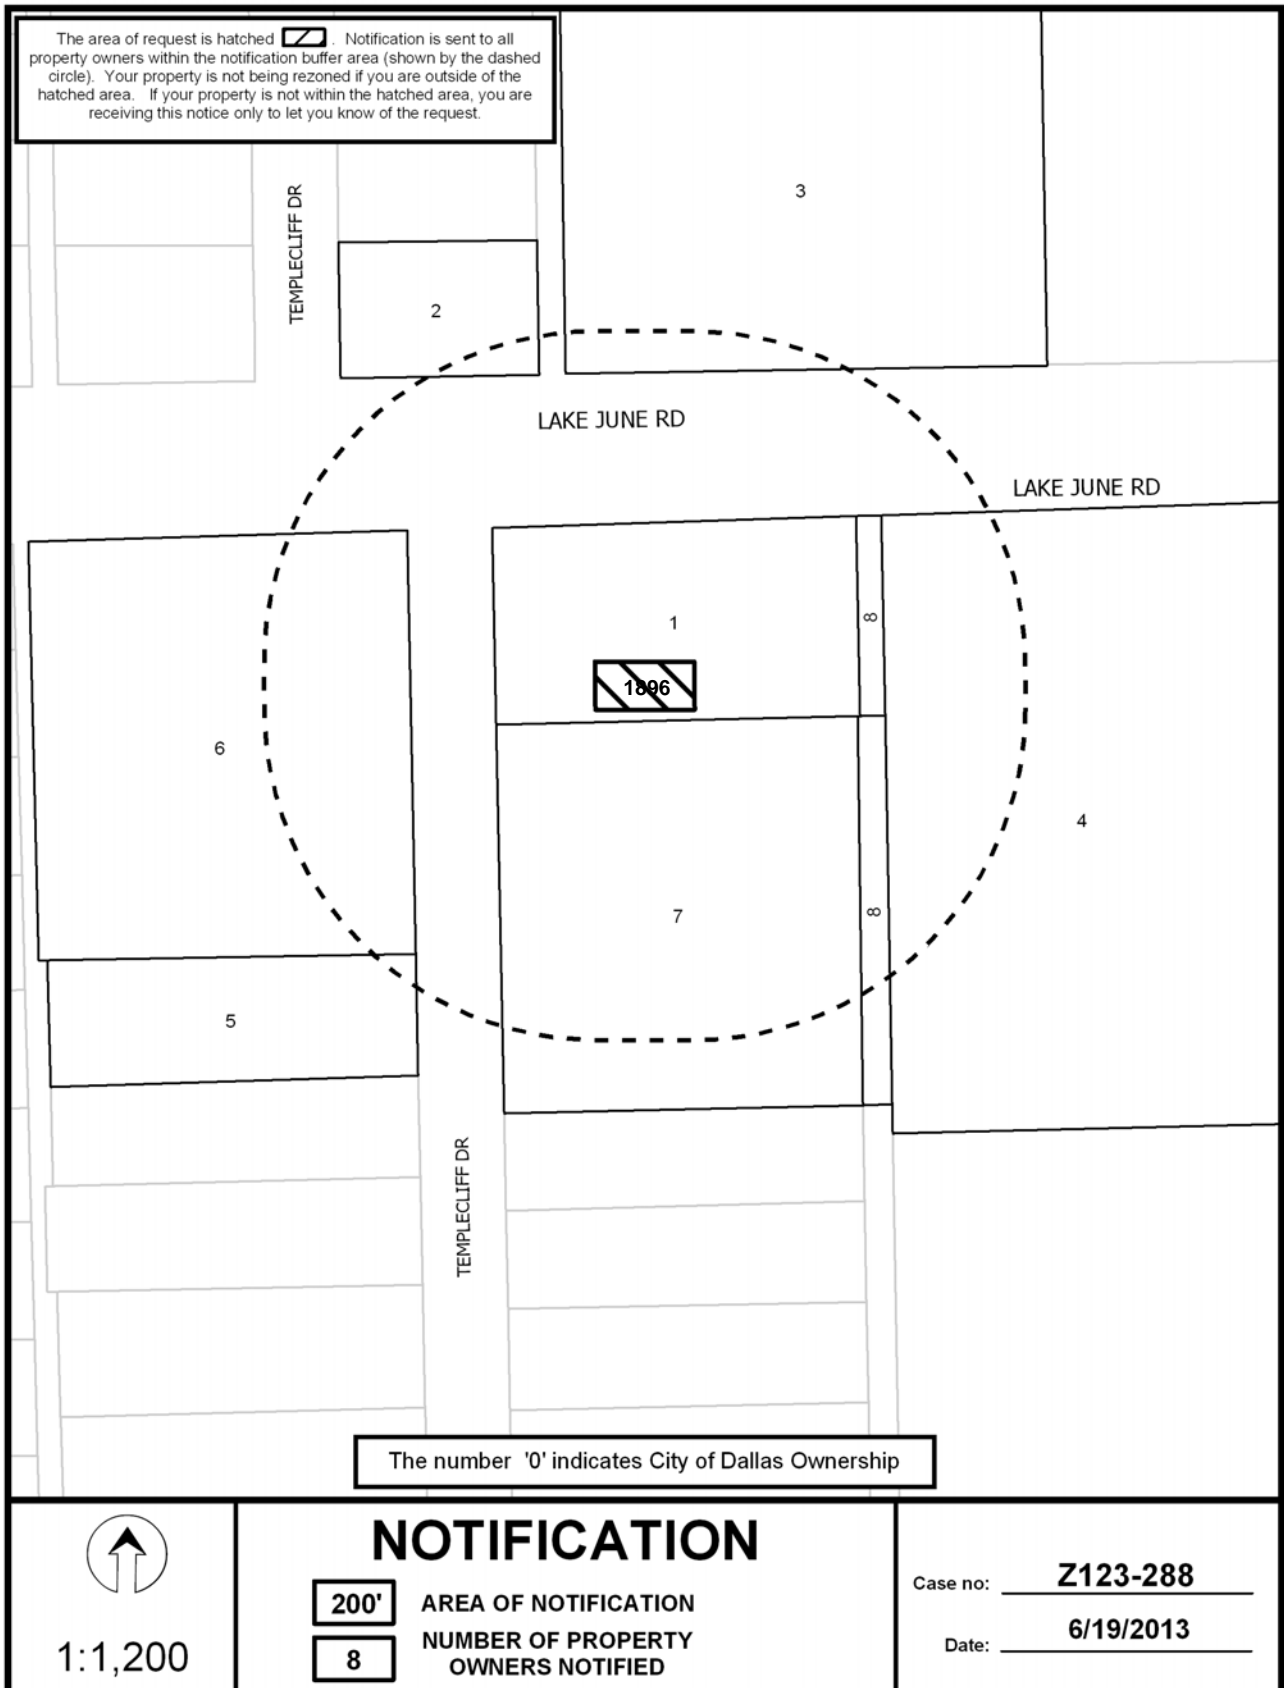 The area of request is hatched . Notification is sent to all
property owners within the notification buffer area (shown by the dashed
circle). Your property is not being rezoned if you are outside of the
hatched area. If your property is not within the hatched area, you are
receiving this notice only to let you know of the request.
3
TEMPLECLIFF DR
2
LAKE JUNE RD
LAKE JUNE RD
1
8
1896
6
4
7
8
5
TEMPLECLIFF DR
The number '0' indicates City of Dallas Ownership
1:1,200
NOTIFICATION
200' AREA OF NOTIFICATION
8 NUMBER OF PROPERTY
OWNERS NOTIFIED
Case no: Z123-288
Date: 6/19/2013